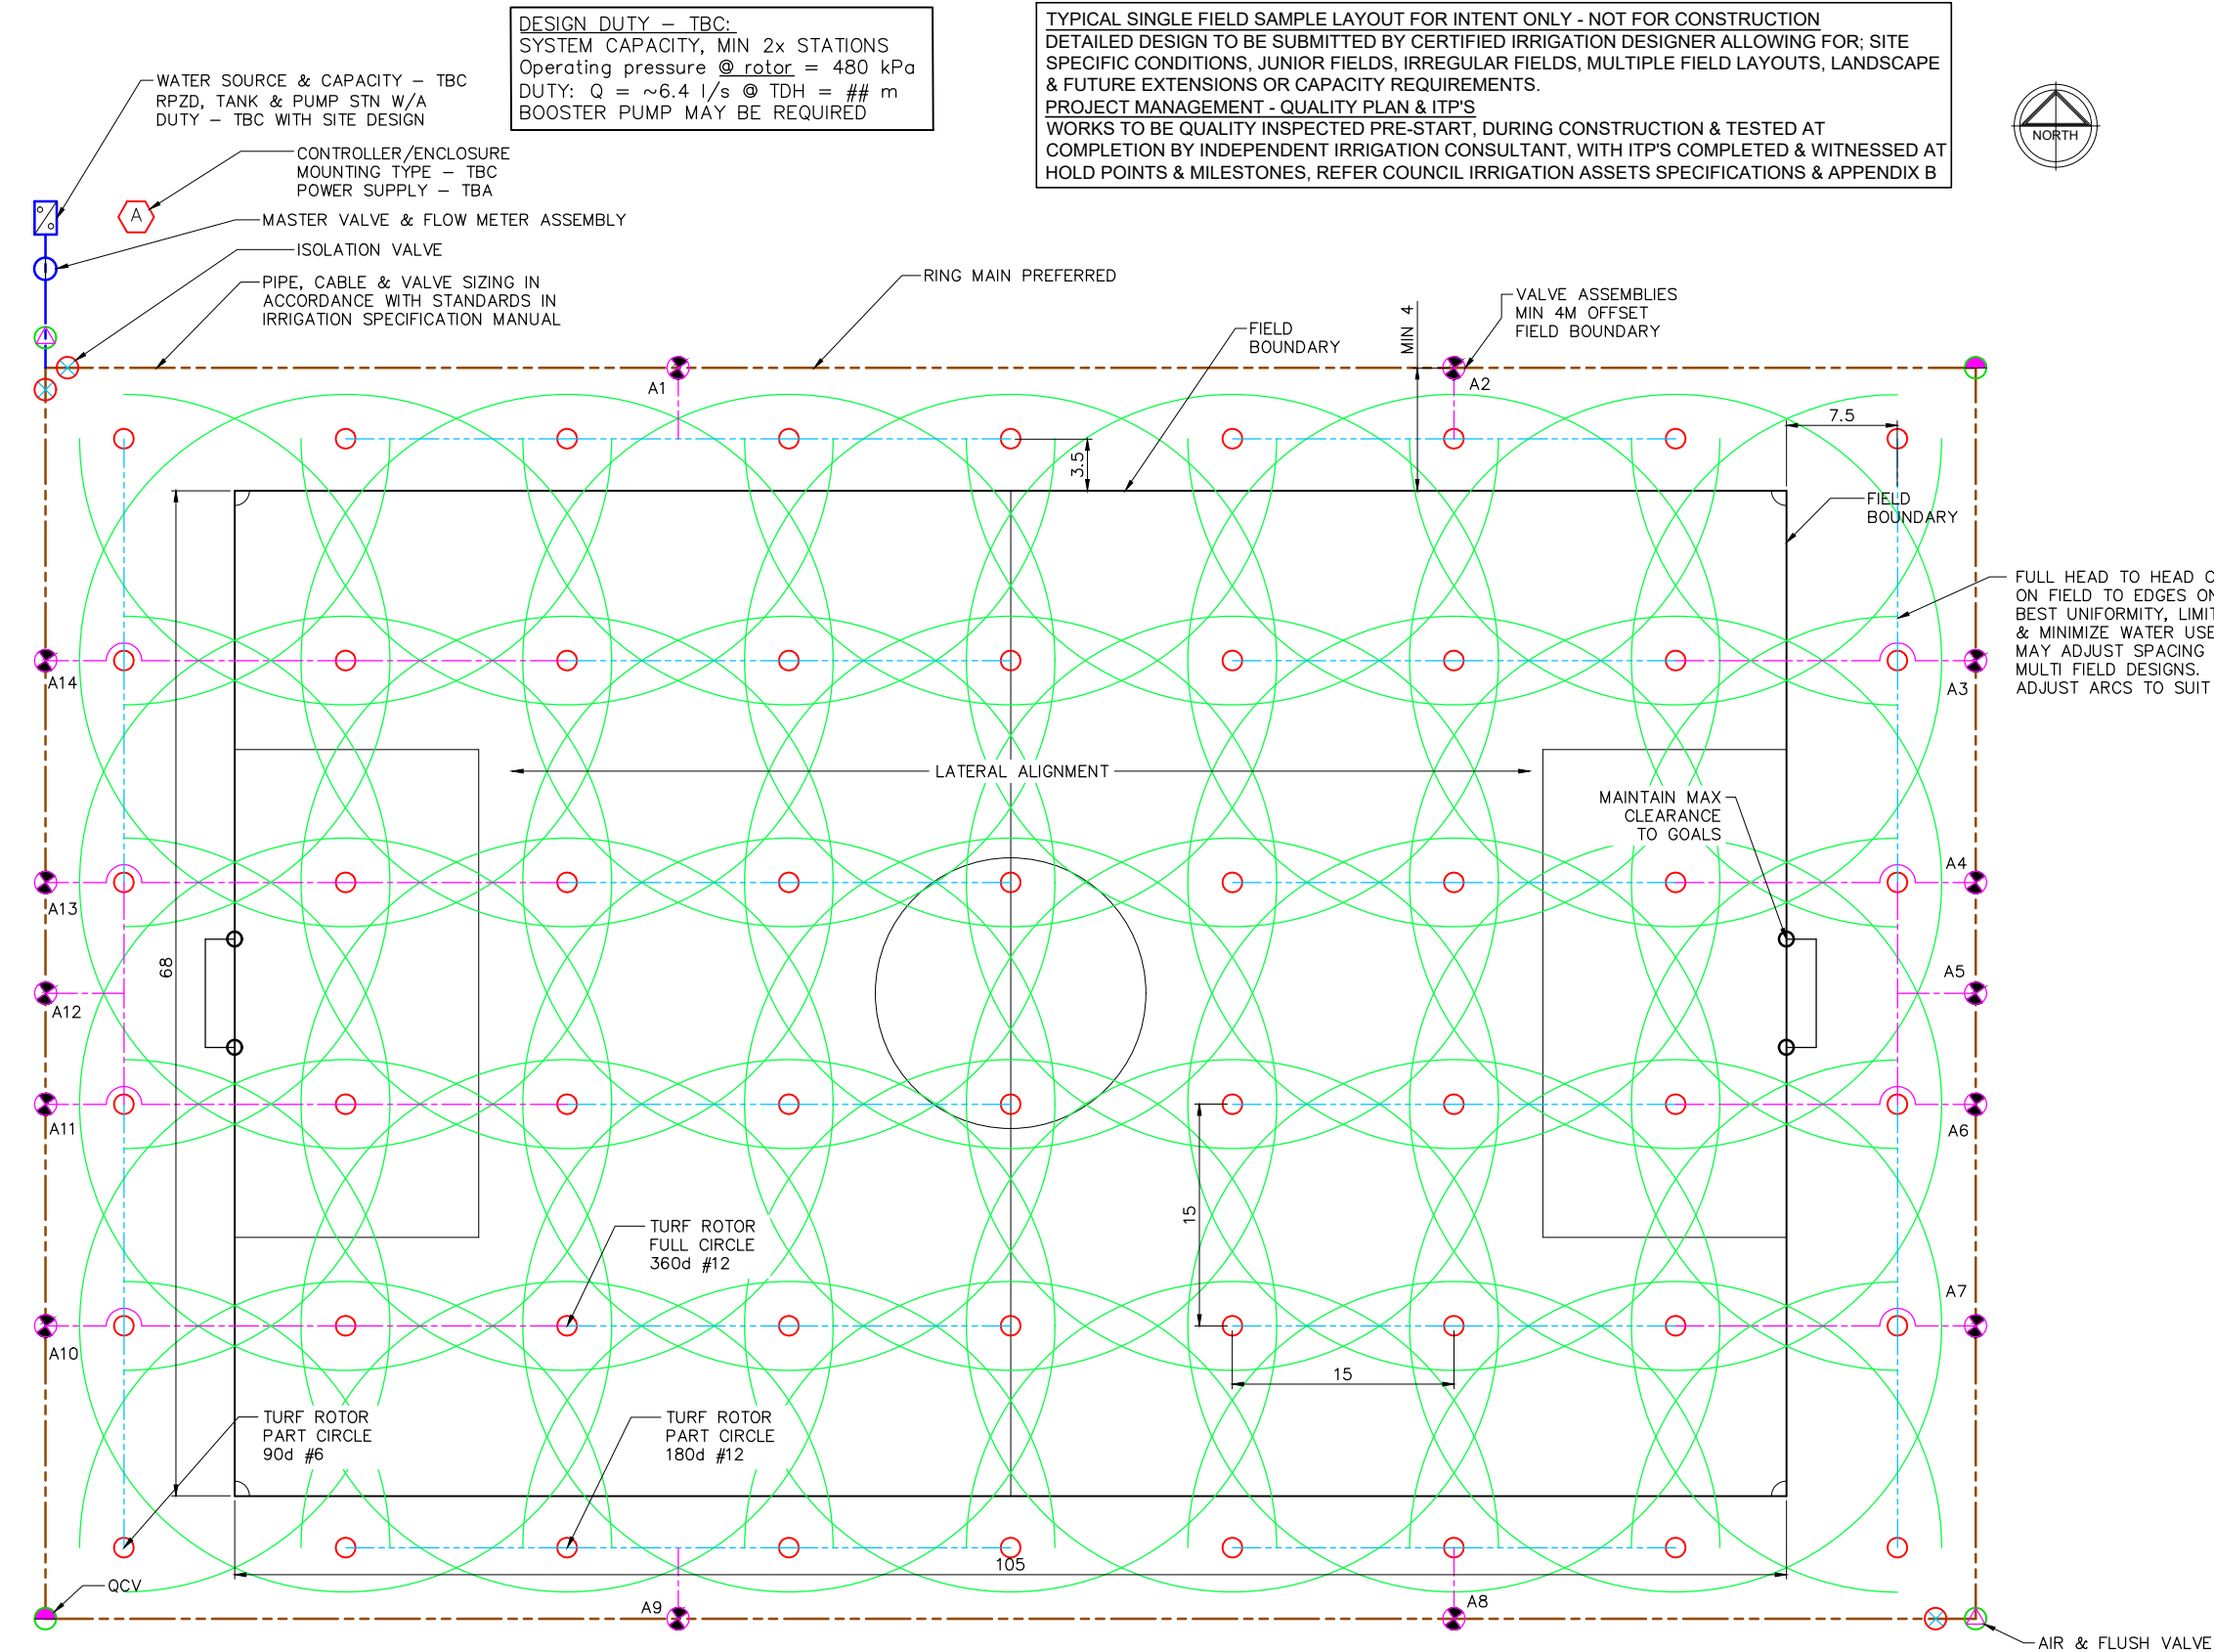 DESIGN DUTY – TBC:
SYSTEM CAPACITY, MIN 2x STATIONS
Operating pressure @ rotor = 480 kPa
DUTY: Q = ~6.4 l/s @ TDH = ## m
BOOSTER PUMP MAY BE REQUIRED
TYPICAL SINGLE FIELD SAMPLE LAYOUT FOR INTENT ONLY - NOT FOR CONSTRUCTION
DETAILED DESIGN TO BE SUBMITTED BY CERTIFIED IRRIGATION DESIGNER ALLOWING FOR; SITE
SPECIFIC CONDITIONS, JUNIOR FIELDS, IRREGULAR FIELDS, MULTIPLE FIELD LAYOUTS, LANDSCAPE
& FUTURE EXTENSIONS OR CAPACITY REQUIREMENTS.
PROJECT MANAGEMENT - QUALITY PLAN & ITP'S
WORKS TO BE QUALITY INSPECTED PRE-START, DURING CONSTRUCTION & TESTED AT
COMPLETION BY INDEPENDENT IRRIGATION CONSULTANT, WITH ITP'S COMPLETED & WITNESSED AT
HOLD POINTS & MILESTONES, REFER COUNCIL IRRIGATION ASSETS SPECIFICATIONS & APPENDIX B
NORTH
WATER SOURCE & CAPACITY – TBC
RPZD, TANK & PUMP STN W/A
DUTY – TBC WITH SITE DESIGN
CONTROLLER/ENCLOSURE
MOUNTING TYPE – TBC
POWER SUPPLY – TBA
A
MASTER VALVE & FLOW METER ASSEMBLY
ISOLATION VALVE
PIPE, CABLE & VALVE SIZING IN
ACCORDANCE WITH STANDARDS IN
IRRIGATION SPECIFICATION MANUAL
RING MAIN PREFERRED
FIELD
BOUNDARY
MIN 4
VALVE ASSEMBLIES
MIN 4M OFFSET
FIELD BOUNDARY
A1
A2
7.5
3.5
FIELD
BOUNDARY
FULL HEAD TO HEAD
ON FIELD TO EDGES
BEST UNIFORMITY,
& MINIMIZE WATER USE
MAY ADJUST SPACING
MULTI FIELD DESIGNS.
ADJUST ARCS TO SUIT
A14
A3
LATERAL ALIGNMENT
MAINTAIN MAX
CLEARANCE
TO GOALS
A4
A13
68
A5
A12
A11
A6
15
TURF ROTOR
FULL CIRCLE
360d #12
A7
A10
15
TURF ROTOR
PART CIRCLE
90d #6
TURF ROTOR
PART CIRCLE
180d #12
105
QCV
A9
A8
AIR & FLUSH VALVE